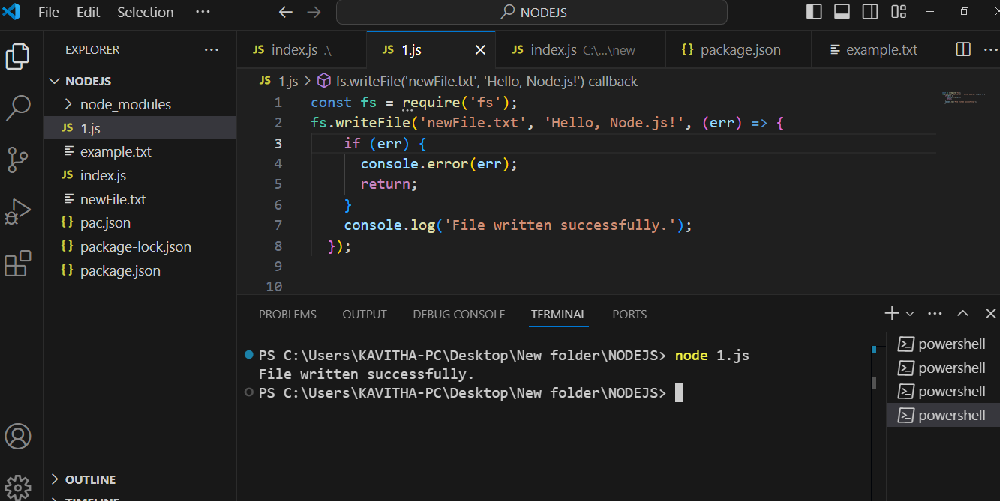 File Edit Selection ··· NODEJS
EXPLORER ···
NODEJS
node_modules
JS 1.js
example.txt
JS index.js
newFile.txt
{} pac.json
{} package-lock.json
{} package.json
OUTLINE
TIMELINE
JS index.js .\ JS 1.js JS index.js C:\...\new {} package.json example.txt ···
JS 1.js > fs.writeFile('newFile.txt', 'Hello, Node.js!') callback
1 const fs = require('fs');
2 fs.writeFile('newFile.txt', 'Hello, Node.js!', (err) => {
3 if (err) {
4 console.error(err);
5 return;
6 }
7 console.log('File written successfully.');
8 });
9
10
PROBLEMS OUTPUT DEBUG CONSOLE TERMINAL PORTS
PS C:\Users\KAVITHA-PC\Desktop\New folder\NODEJS> node 1.js
File written successfully.
PS C:\Users\KAVITHA-PC\Desktop\New folder\NODEJS>
powershell
powershell
powershell
powershell